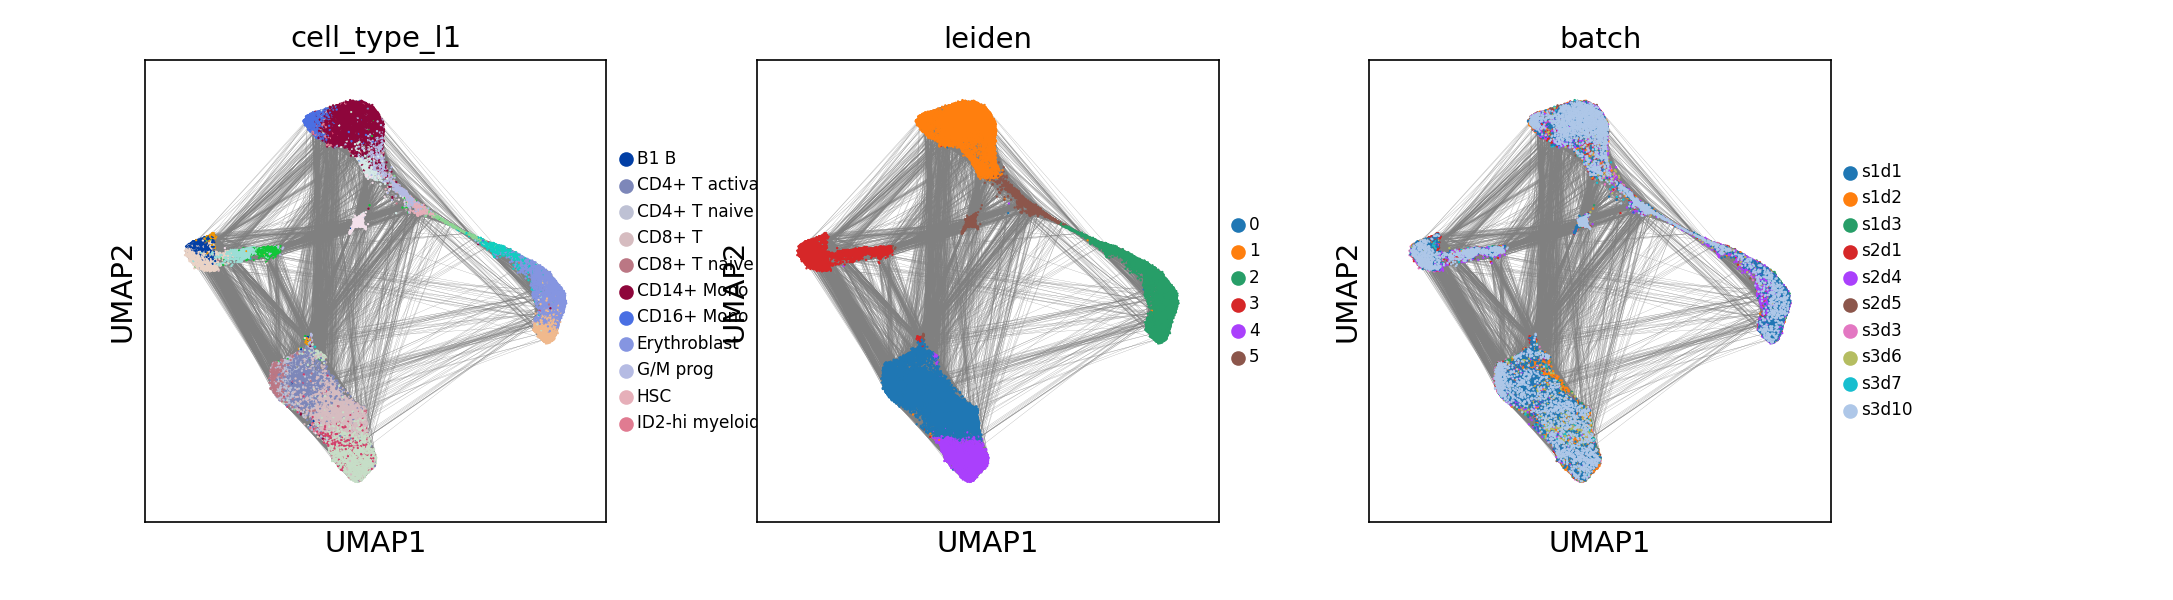 cell_type_l1
leiden
batch
B1 B
CD4+ T activa
CD4+ T naive
CD8+ T
CD8+ T naive
CD14+ Mono
CD16+ Mono
Erythroblast
G/M prog
HSC
ID2-hi myeloid
0
1
2
3
4
5
s1d1
s1d2
s1d3
s2d1
s2d4
s2d5
s3d3
s3d6
s3d7
s3d10
UMAP2
UMAP2
UMAP2
UMAP1
UMAP1
UMAP1